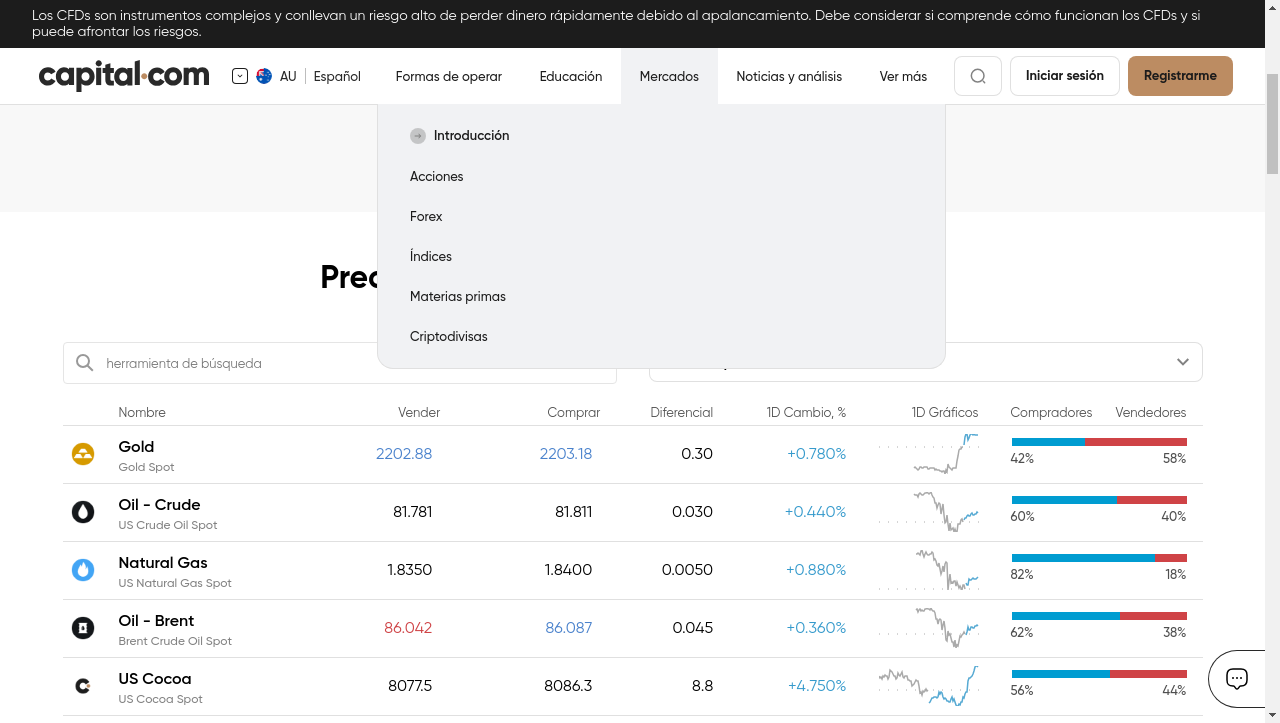 Los CFDs son instrumentos complejos y conllevan un riesgo alto de perder dinero rápidamente debido al apalancamiento. Debe considerar si comprende cómo funcionan los CFDs y si
puede afrontar los riesgos.
capital.com
AU Español Formas de operar Educación Mercados Noticias y análisis Ver más Iniciar sesión Registrarme
Introducción
Acciones
Forex
Índices
Materias primas
Criptodivisas
herramienta de búsqueda
Nombre Vender Comprar Diferencial 1D Cambio, % 1D Gráficos Compradores Vendedores
Gold 2202.88 2203.18 0.30 +0.780%
Gold Spot 42% 58%
Oil - Crude 81.781 81.811 0.030 +0.440%
US Crude Oil Spot 60% 40%
Natural Gas 1.8350 1.8400 0.0050 +0.880%
US Natural Gas Spot 82% 18%
Oil - Brent 86.042 86.087 0.045 +0.360%
Brent Crude Oil Spot 62% 38%
US Cocoa 8077.5 8086.3 8.8 +4.750%
US Cocoa Spot 56% 44%